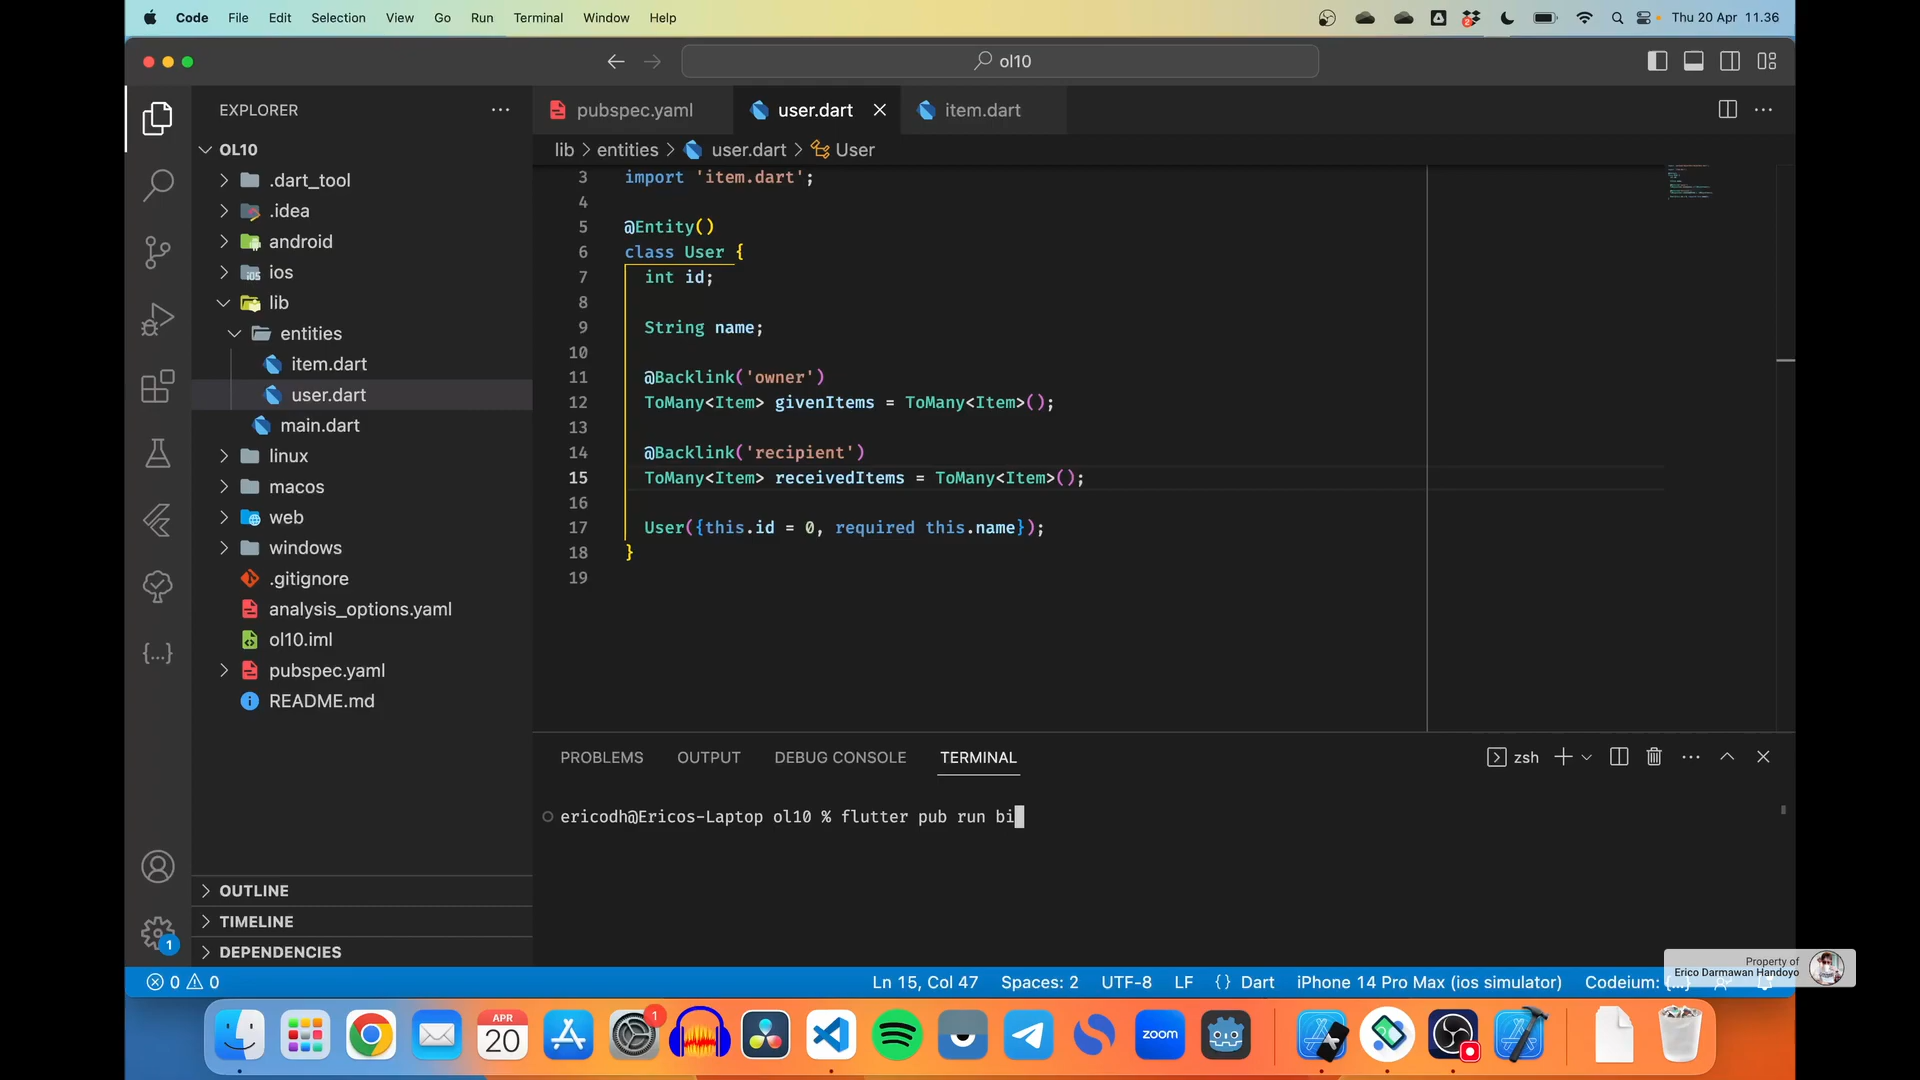 Code File Edit Selection View Go Run Terminal Window Help
2
Thu 20 Apr 11.36
ol10
EXPLORER
OL10
.dart_tool
.idea
android
ios
lib
entities
item.dart
user.dart
main.dart
linux
macos
web
windows
.gitignore
analysis_options.yaml
ol10.iml
pubspec.yaml
README.md
OUTLINE
TIMELINE
DEPENDENCIES
1
pubspec.yaml user.dart item.dart
lib > entities > user.dart > User
3 import 'item.dart';
4
5 @Entity()
6 class User {
7 int id;
8
9 String name;
10
11 @Backlink('owner')
12 ToMany<Item> givenItems = ToMany<Item>();
13
14 @Backlink('recipient')
15 ToMany<Item> receivedItems = ToMany<Item>();
16
17 User({this.id = 0, required this.name});
18 }
19
PROBLEMS OUTPUT DEBUG CONSOLE TERMINAL
zsh
ericodh@Ericos-Laptop ol10 % flutter pub run bi
Property of
Erico Darmawan Handoyo
0 0
Ln 15, Col 47 Spaces: 2 UTF-8 LF {} Dart iPhone 14 Pro Max (ios simulator) Codeium: {...}
APR
20
1
zoom